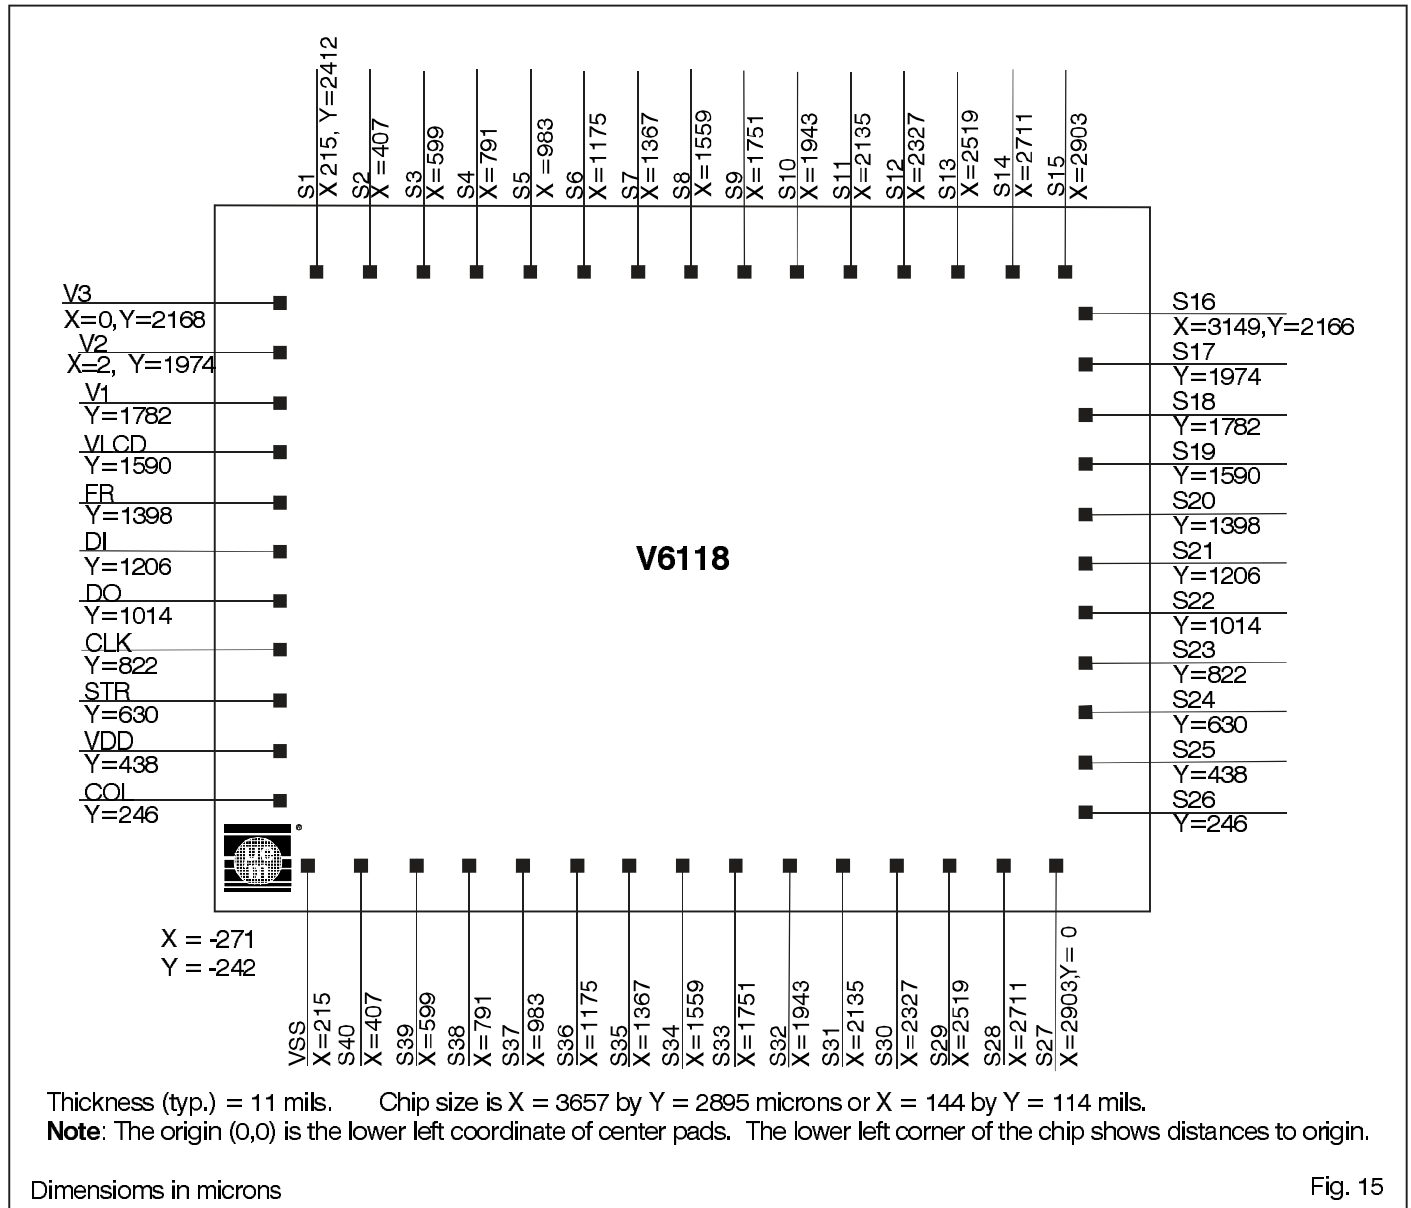 S1
X 215, Y=2412
S2
X =407
S3
X=599
S4
X=791
S5
X =983
S6
X=1175
S7
X=1367
S8
X=1559
S9
X=1751
S10
X=1943
S11
X=2135
S12
X=2327
S13
X=2519
S14
X=2711
S15
X=2903
V3
X=0,Y=2168
V2
X=2, Y=1974
V1
Y=1782
VLCD
Y=1590
FR
Y=1398
DI
Y=1206
DO
Y=1014
CLK
Y=822
STR
Y=630
VDD
Y=438
COL
Y=246
V6118
S16
X=3149,Y=2166
S17
Y=1974
S18
Y=1782
S19
Y=1590
S20
Y=1398
S21
Y=1206
S22
Y=1014
S23
Y=822
S24
Y=630
S25
Y=438
S26
Y=246
®
X = -271
Y = -242
VSS
X=215
S40
X=407
S39
X=599
S38
X=791
S37
X=983
S36
X=1175
S35
X=1367
S34
X=1559
S33
X=1751
S32
X=1943
S31
X=2135
S30
X=2327
S29
X=2519
S28
X=2711
S27
X=2903,Y= 0
Thickness (typ.) = 11 mils. Chip size is X = 3657 by Y = 2895 microns or X = 144 by Y = 114 mils.
Note: The origin (0,0) is the lower left coordinate of center pads. The lower left corner of the chip shows distances to origin.
Dimensioms in microns
Fig. 15